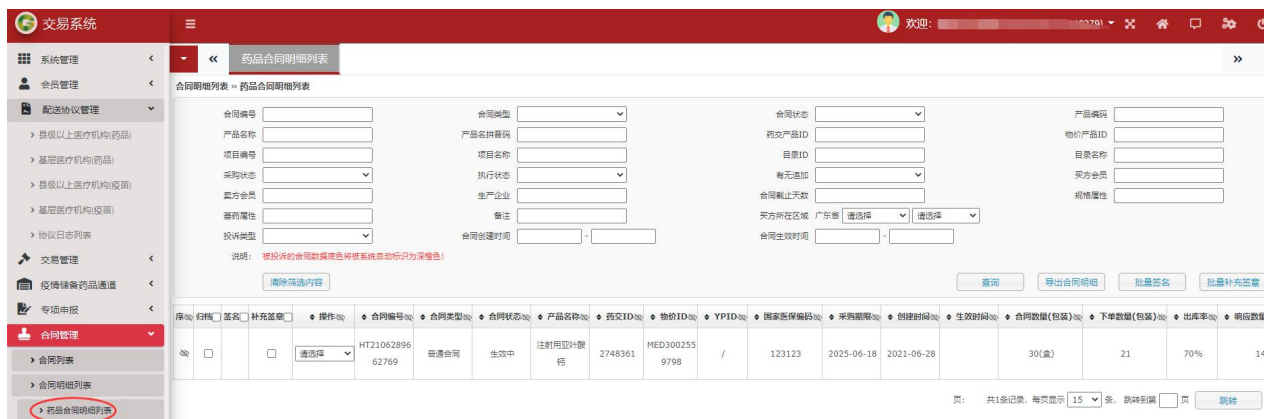 交易系统
欢迎：
系统管理
会员管理
配送协议管理
县级以上医疗机构(药品)
基层医疗机构(药品)
县级以上医疗机构(疫苗)
基层医疗机构(疫苗)
协议日志列表
交易管理
疫情储备药品通道
专项申报
合同管理
合同列表
合同明细列表
药品合同明细列表
药品合同明细列表
合同明细列表 » 药品合同明细列表
合同编号 合同类型 合同状态 产品编码
产品名称 产品名拼音码 药交产品ID 物价产品ID
项目编号 项目名称 目录ID 目录名称
采购状态 执行状态 有无追加 买方会员
卖方会员 生产企业 合同截止天数 规格属性
基药属性 备注 买方所在区域 广东省 请选择 请选择
投诉类型 合同创建时间 - 合同生效时间 -
说明： 被投诉的合同数据底色将被系统自动标识为深橙色!
清除筛选内容 查询 导出合同明细 批量签名 批量补充签章
序 归档 签名 补充签章 操作 合同编号 合同类型 合同状态 产品名称 药交ID 物价ID YPID 国家医保编码 采购期限 创建时间 生效时间 合同数量(包装) 下单数量(包装) 出库率 响应数量
请选择 HT2106289662769 普通合同 生效中 注射用亚叶酸钙 2748361 MED3002559798 / 123123 2025-06-18 2021-06-28 30(盒) 21 70% 14
页： 共1条记录，每页显示 15 条，跳转到第 页 跳转